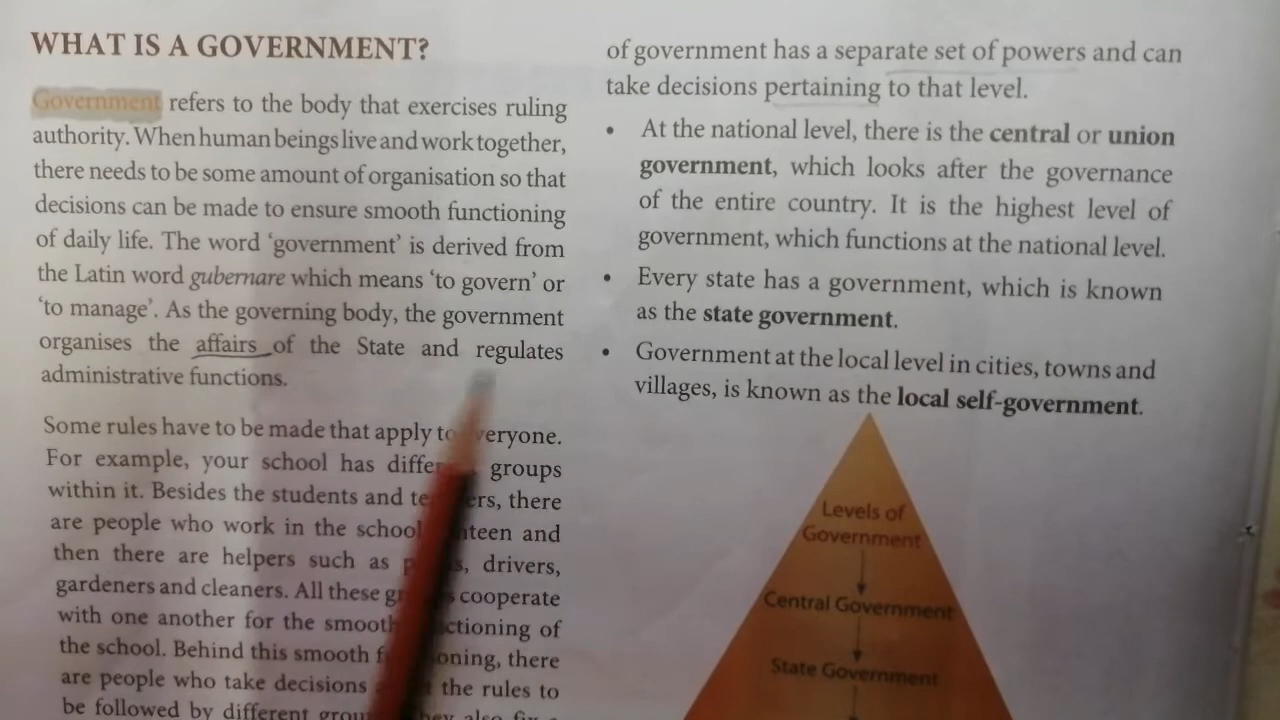 WHAT IS A GOVERNMENT?
Government refers to the body that exercises ruling
authority. When human beings live and work together,
there needs to be some amount of organisation so that
decisions can be made to ensure smooth functioning
of daily life. The word ‘government’ is derived from
the Latin word gubernare which means ‘to govern’ or
‘to manage’. As the governing body, the government
organises the affairs of the State and regulates
administrative functions.
Some rules have to be made that apply to everyone.
For example, your school has groups
within it. Besides the students and there
are people who work in the school and
then there are helpers such as drivers,
gardeners and cleaners. All these cooperate
with one another for the smooth of
the school. Behind this smooth there
are people who take decisions the rules to
be followed by different also fix
of government has a separate set of powers and can
take decisions pertaining to that level.
• At the national level, there is the central or union
government, which looks after the governance
of the entire country. It is the highest level of
government, which functions at the national level.
• Every state has a government, which is known
as the state government.
• Government at the local level in cities, towns and
villages, is known as the local self-government.
Levels of
Government
Central Government
State Government